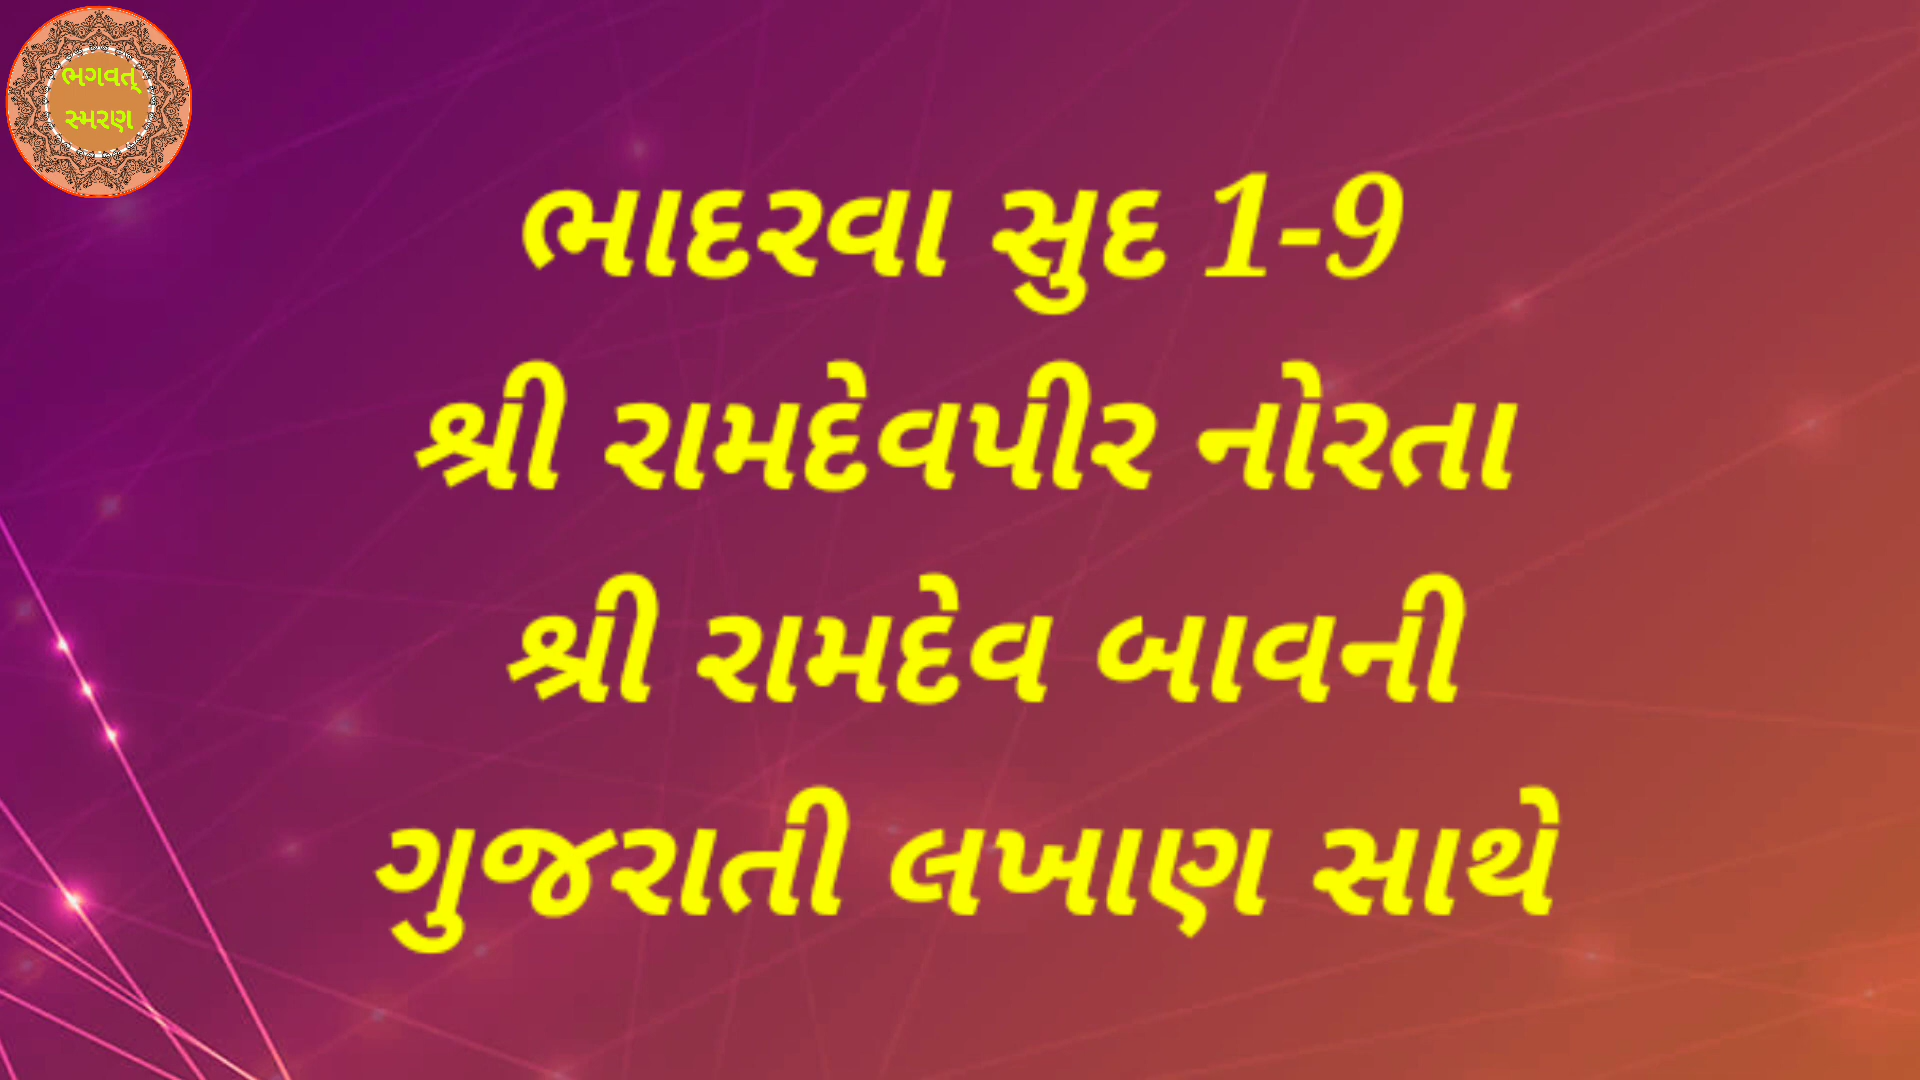 ભગવત્
સ્મરણ
ભાદરવા સુદ 1-9
શ્રી રામદેવપીર નોરતા
શ્રી રામદેવ બાવની
ગુજરાતી લખાણ સાથે